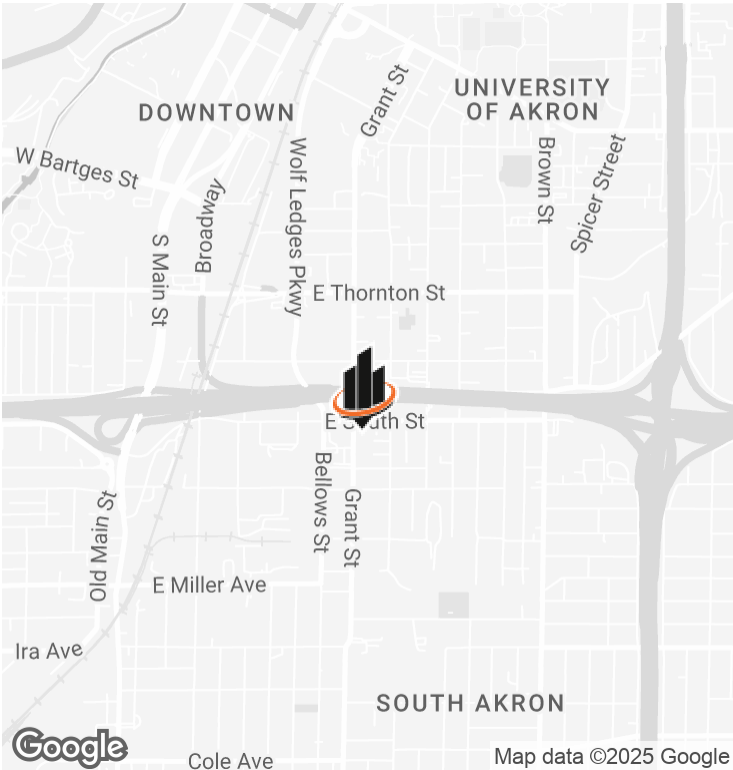 DOWNTOWN
UNIVERSITY
OF AKRON
Grant St
W Bartges St
Wolf Ledges Pkwy
Brown St
Spicer Street
Broadway
S Main St
E Thornton St
E South St
Bellows St
Grant St
Old Main St
E Miller Ave
Ira Ave
SOUTH AKRON
Google
Cole Ave
Map data ©2025 Google